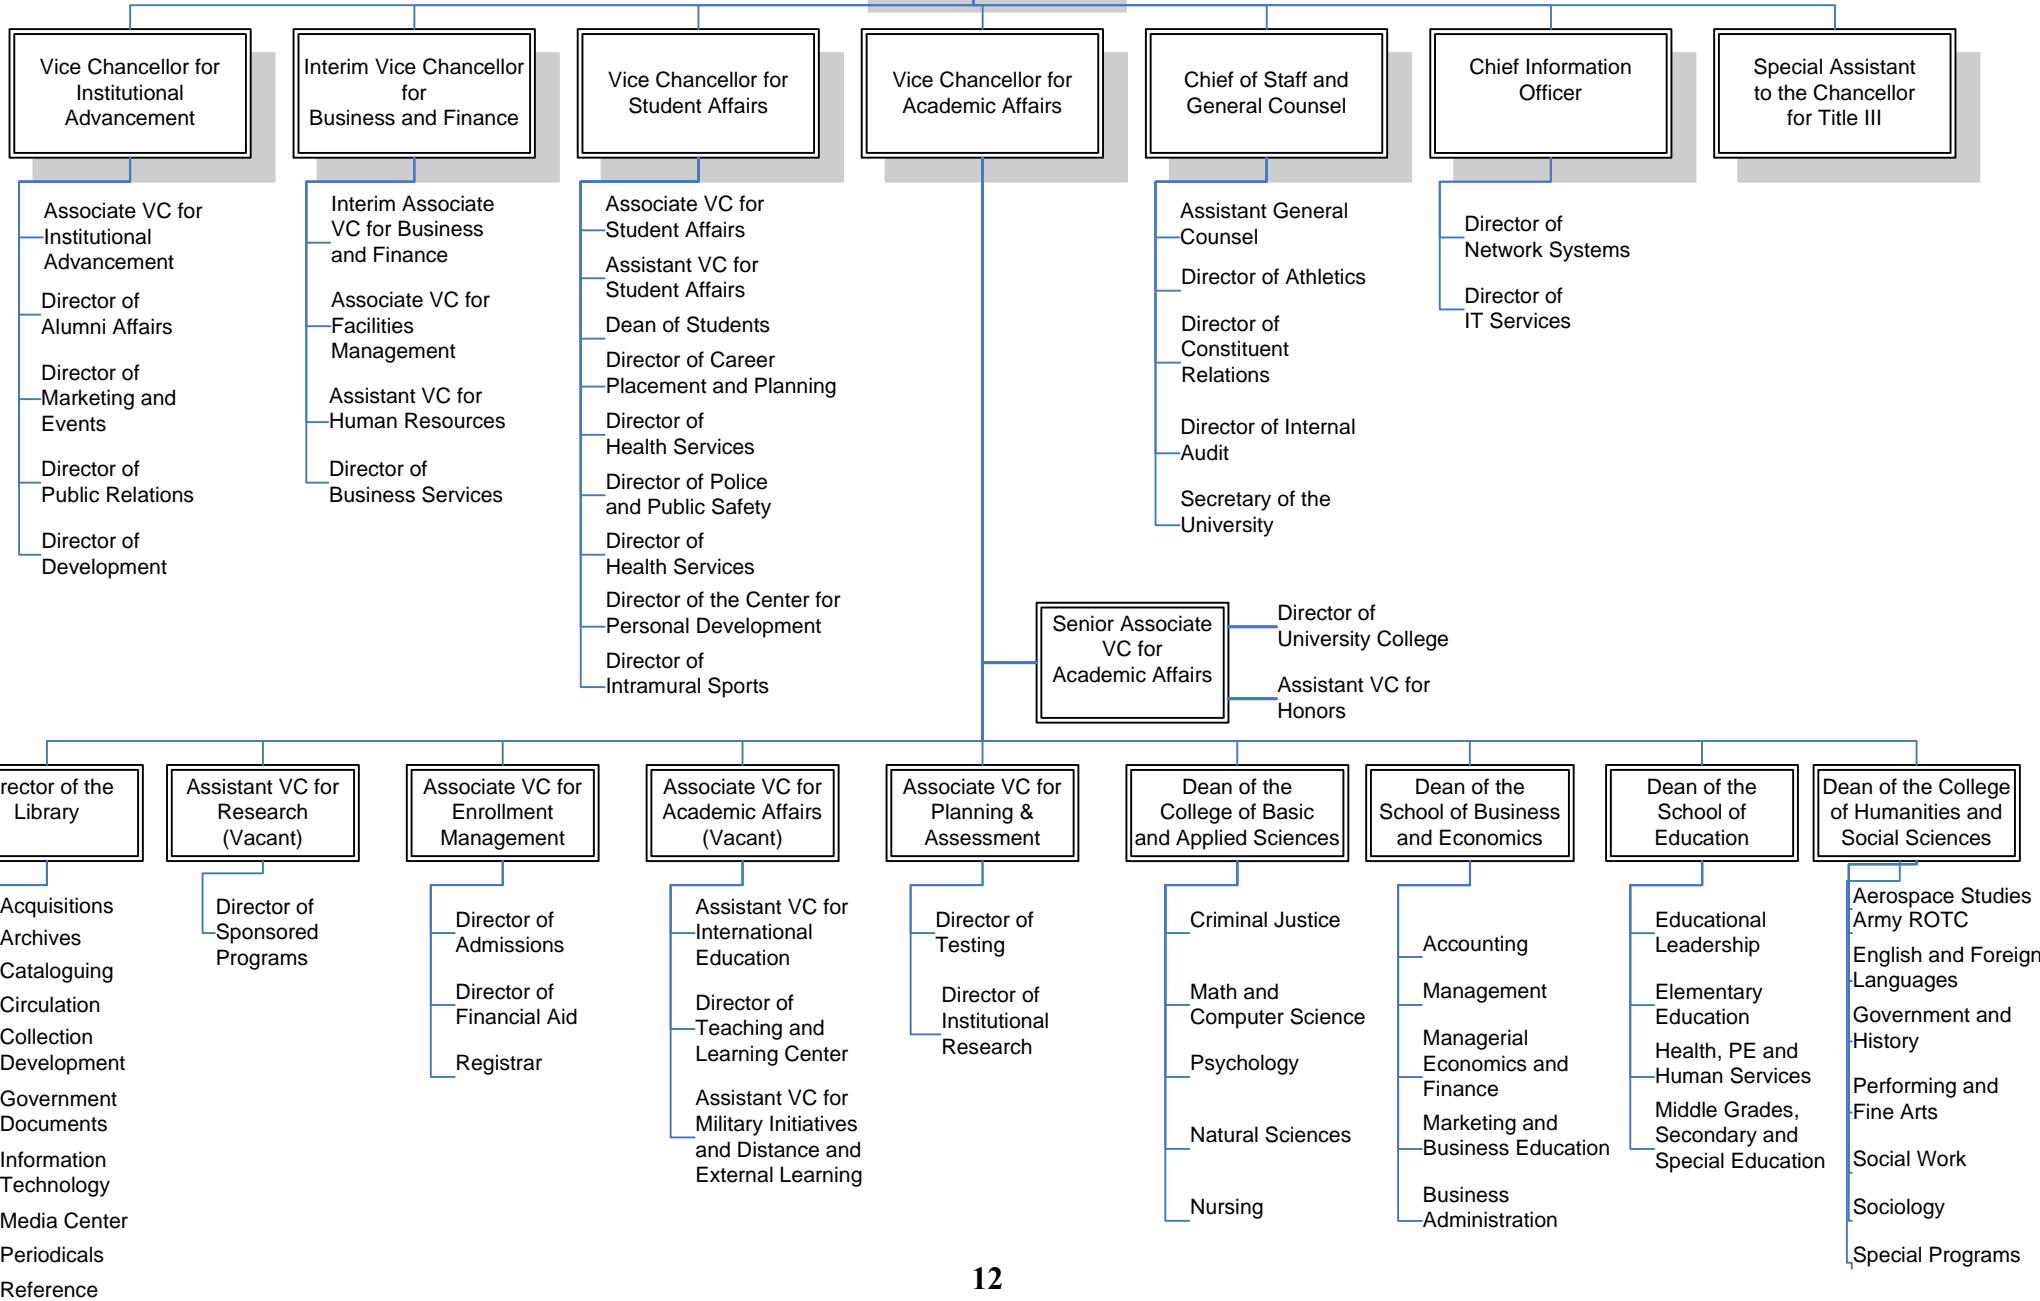 Vice Chancellor for
Institutional
Advancement
Interim Vice Chancellor
for
Business and Finance
Vice Chancellor for
Student Affairs
Vice Chancellor for
Academic Affairs
Chief of Staff and
General Counsel
Chief Information
Officer
Special Assistant
to the Chancellor
for Title III
Associate VC for
Institutional
Advancement
Director of
Alumni Affairs
Director of
Marketing and
Events
Director of
Public Relations
Director of
Development
Interim Associate
VC for Business
and Finance
Associate VC for
Facilities
Management
Assistant VC for
Human Resources
Director of
Business Services
Associate VC for
Student Affairs
Assistant VC for
Student Affairs
Dean of Students
Director of Career
Placement and Planning
Director of
Health Services
Director of Police
and Public Safety
Director of
Health Services
Director of the Center for
Personal Development
Director of
Intramural Sports
Assistant General
Counsel
Director of Athletics
Director of
Constituent
Relations
Director of Internal
Audit
Secretary of the
University
Director of
Network Systems
Director of
IT Services
Senior Associate
VC for
Academic Affairs
Director of
University College
Assistant VC for
Honors
rector of the
Library
Assistant VC for
Research
(Vacant)
Associate VC for
Enrollment
Management
Associate VC for
Academic Affairs
(Vacant)
Associate VC for
Planning &
Assessment
Dean of the
College of Basic
and Applied Sciences
Dean of the
School of Business
and Economics
Dean of the
School of
Education
Dean of the College
of Humanities and
Social Sciences
Acquisitions
Archives
Cataloguing
Circulation
Collection
Development
Government
Documents
Information
Technology
Media Center
Periodicals
Reference
Director of
Sponsored
Programs
Director of
Admissions
Director of
Financial Aid
Registrar
Assistant VC for
International
Education
Director of
Teaching and
Learning Center
Assistant VC for
Military Initiatives
and Distance and
External Learning
Director of
Testing
Director of
Institutional
Research
Criminal Justice
Math and
Computer Science
Psychology
Natural Sciences
Nursing
Accounting
Management
Managerial
Economics and
Finance
Marketing and
Business Education
Business
Administration
Educational
Leadership
Elementary
Education
Health, PE and
Human Services
Middle Grades,
Secondary and
Special Education
Aerospace Studies
Army ROTC
English and Foreign
Languages
Government and
History
Performing and
Fine Arts
Social Work
Sociology
Special Programs
12